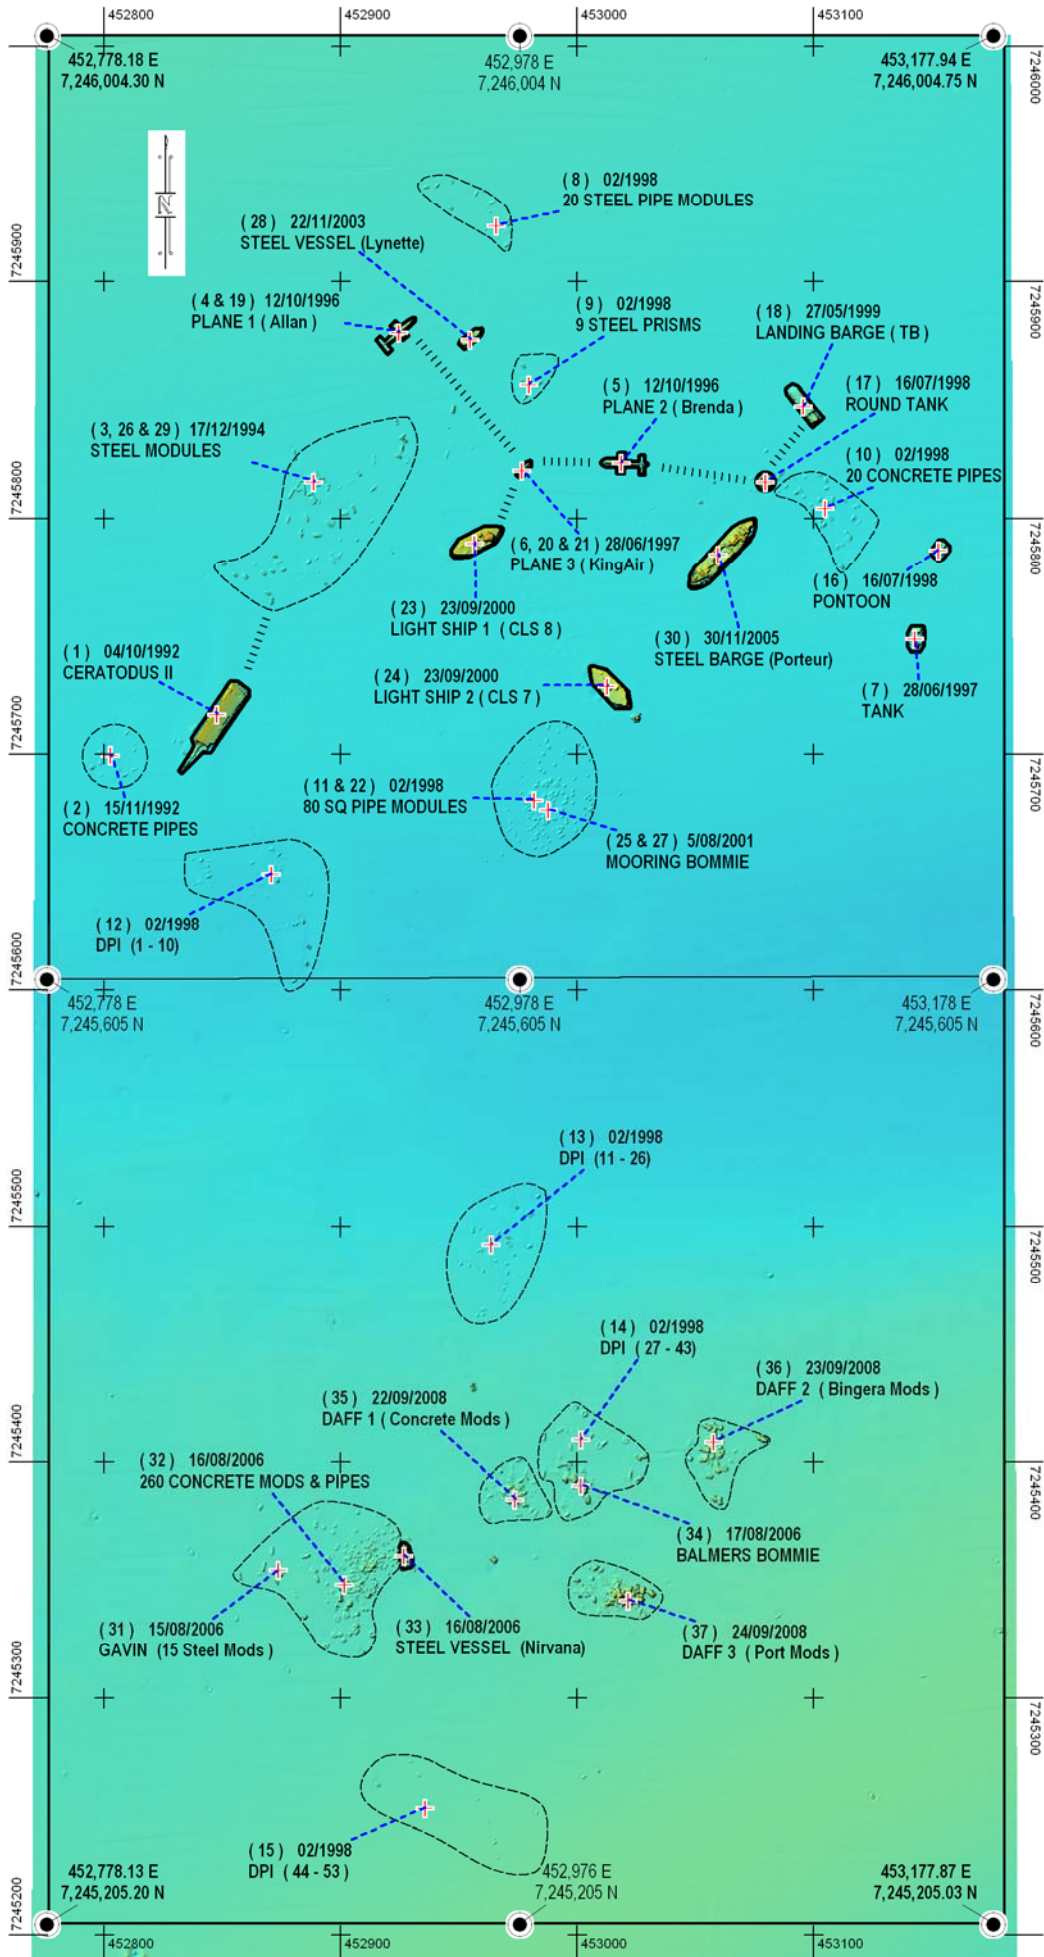 452800
452900
453000
453100
452,778.18 E
7,246,004.30 N
452,978 E
7,246,004 N
453,177.94 E
7,246,004.75 N
7246000
N
( 8 ) 02/1998
20 STEEL PIPE MODULES
( 28 ) 22/11/2003
STEEL VESSEL (Lynette)
7245900
7245900
( 4 & 19 ) 12/10/1996
PLANE 1 ( Allan )
( 9 ) 02/1998
9 STEEL PRISMS
( 18 ) 27/05/1999
LANDING BARGE ( TB )
( 5 ) 12/10/1996
PLANE 2 ( Brenda )
( 17 ) 16/07/1998
ROUND TANK
( 3, 26 & 29 ) 17/12/1994
STEEL MODULES
( 10 ) 02/1998
20 CONCRETE PIPES
7245800
7245800
( 6, 20 & 21 ) 28/06/1997
PLANE 3 ( KingAir )
( 16 ) 16/07/1998
PONTOON
( 23 ) 23/09/2000
LIGHT SHIP 1 ( CLS 8 )
( 30 ) 30/11/2005
STEEL BARGE (Porteur)
( 1 ) 04/10/1992
CERATODUS II
( 24 ) 23/09/2000
LIGHT SHIP 2 ( CLS 7 )
( 7 ) 28/06/1997
TANK
7245700
7245700
( 2 ) 15/11/1992
CONCRETE PIPES
( 11 & 22 ) 02/1998
80 SQ PIPE MODULES
( 25 & 27 ) 5/08/2001
MOORING BOMMIE
( 12 ) 02/1998
DPI (1 - 10)
7245600
7245600
452,778 E
7,245,605 N
452,978 E
7,245,605 N
453,178 E
7,245,605 N
( 13 ) 02/1998
DPI (11 - 26)
7245500
7245500
( 14 ) 02/1998
DPI ( 27 - 43)
( 36 ) 23/09/2008
DAFF 2 ( Bingera Mods )
( 35 ) 22/09/2008
DAFF 1 ( Concrete Mods )
7245400
7245400
( 32 ) 16/08/2006
260 CONCRETE MODS & PIPES
( 34 ) 17/08/2006
BALMERS BOMMIE
( 31 ) 15/08/2006
GAVIN (15 Steel Mods )
( 33 ) 16/08/2006
STEEL VESSEL (Nirvana)
( 37 ) 24/09/2008
DAFF 3 ( Port Mods )
7245300
7245300
( 15 ) 02/1998
DPI ( 44 - 53 )
452,778.13 E
7,245,205.20 N
452,976 E
7,245,205 N
453,177.87 E
7,245,205.03 N
7245200
452800
452900
453000
453100